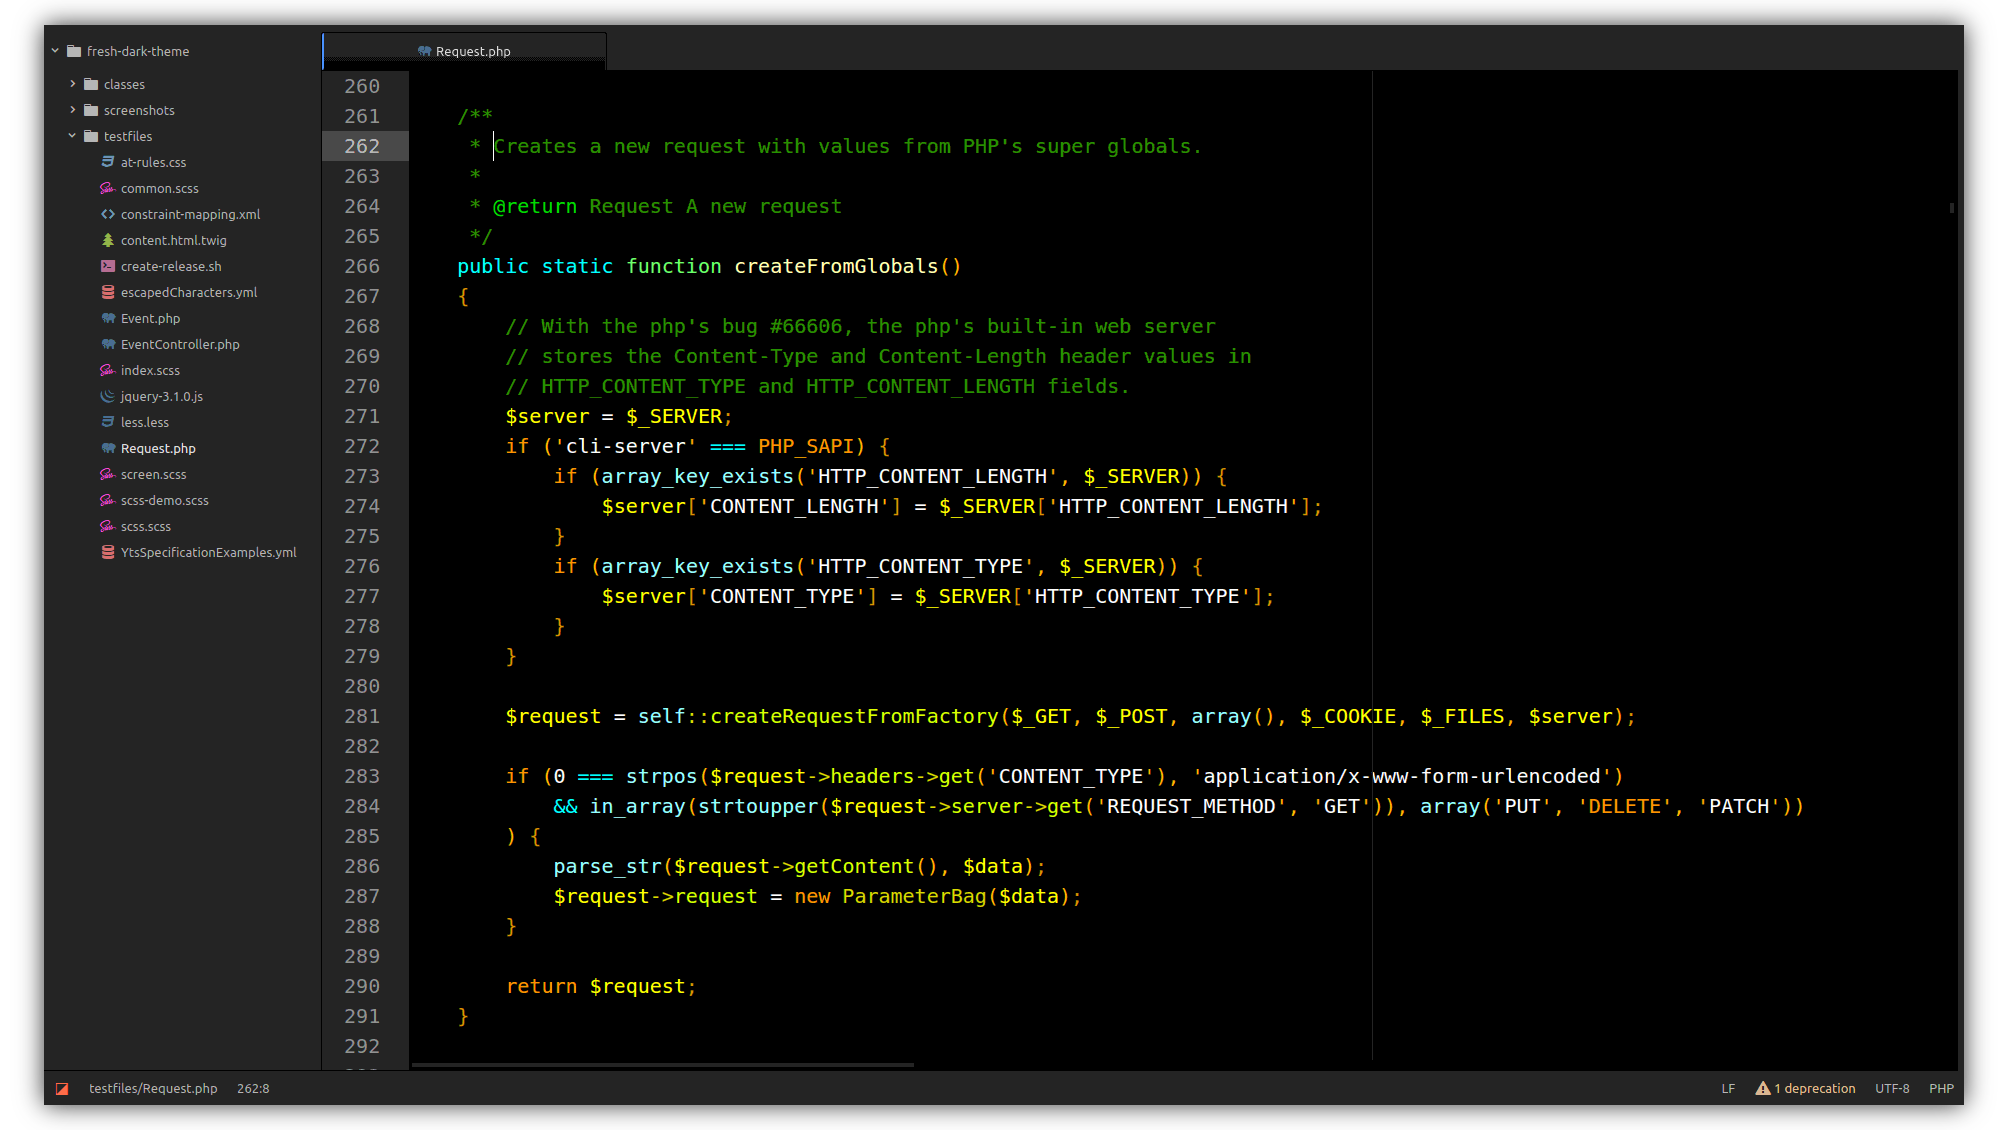 fresh-dark-theme
classes
screenshots
testfiles
at-rules.css
common.scss
constraint-mapping.xml
content.html.twig
create-release.sh
escapedCharacters.yml
Event.php
EventController.php
index.scss
jquery-3.1.0.js
less.less
Request.php
screen.scss
scss-demo.scss
scss.scss
YtsSpecificationExamples.yml
Request.php
260
261 /**
262 * Creates a new request with values from PHP's super globals.
263 *
264 * @return Request A new request
265 */
266 public static function createFromGlobals()
267 {
268 // With the php's bug #66606, the php's built-in web server
269 // stores the Content-Type and Content-Length header values in
270 // HTTP_CONTENT_TYPE and HTTP_CONTENT_LENGTH fields.
271 $server = $_SERVER;
272 if ('cli-server' === PHP_SAPI) {
273 if (array_key_exists('HTTP_CONTENT_LENGTH', $_SERVER)) {
274 $server['CONTENT_LENGTH'] = $_SERVER['HTTP_CONTENT_LENGTH'];
275 }
276 if (array_key_exists('HTTP_CONTENT_TYPE', $_SERVER)) {
277 $server['CONTENT_TYPE'] = $_SERVER['HTTP_CONTENT_TYPE'];
278 }
279 }
280
281 $request = self::createRequestFromFactory($_GET, $_POST, array(), $_COOKIE, $_FILES, $server);
282
283 if (0 === strpos($request->headers->get('CONTENT_TYPE'), 'application/x-www-form-urlencoded')
284 && in_array(strtoupper($request->server->get('REQUEST_METHOD', 'GET')), array('PUT', 'DELETE', 'PATCH'))
285 ) {
286 parse_str($request->getContent(), $data);
287 $request->request = new ParameterBag($data);
288 }
289
290 return $request;
291 }
292
testfiles/Request.php 262:8
LF 1 deprecation UTF-8 PHP